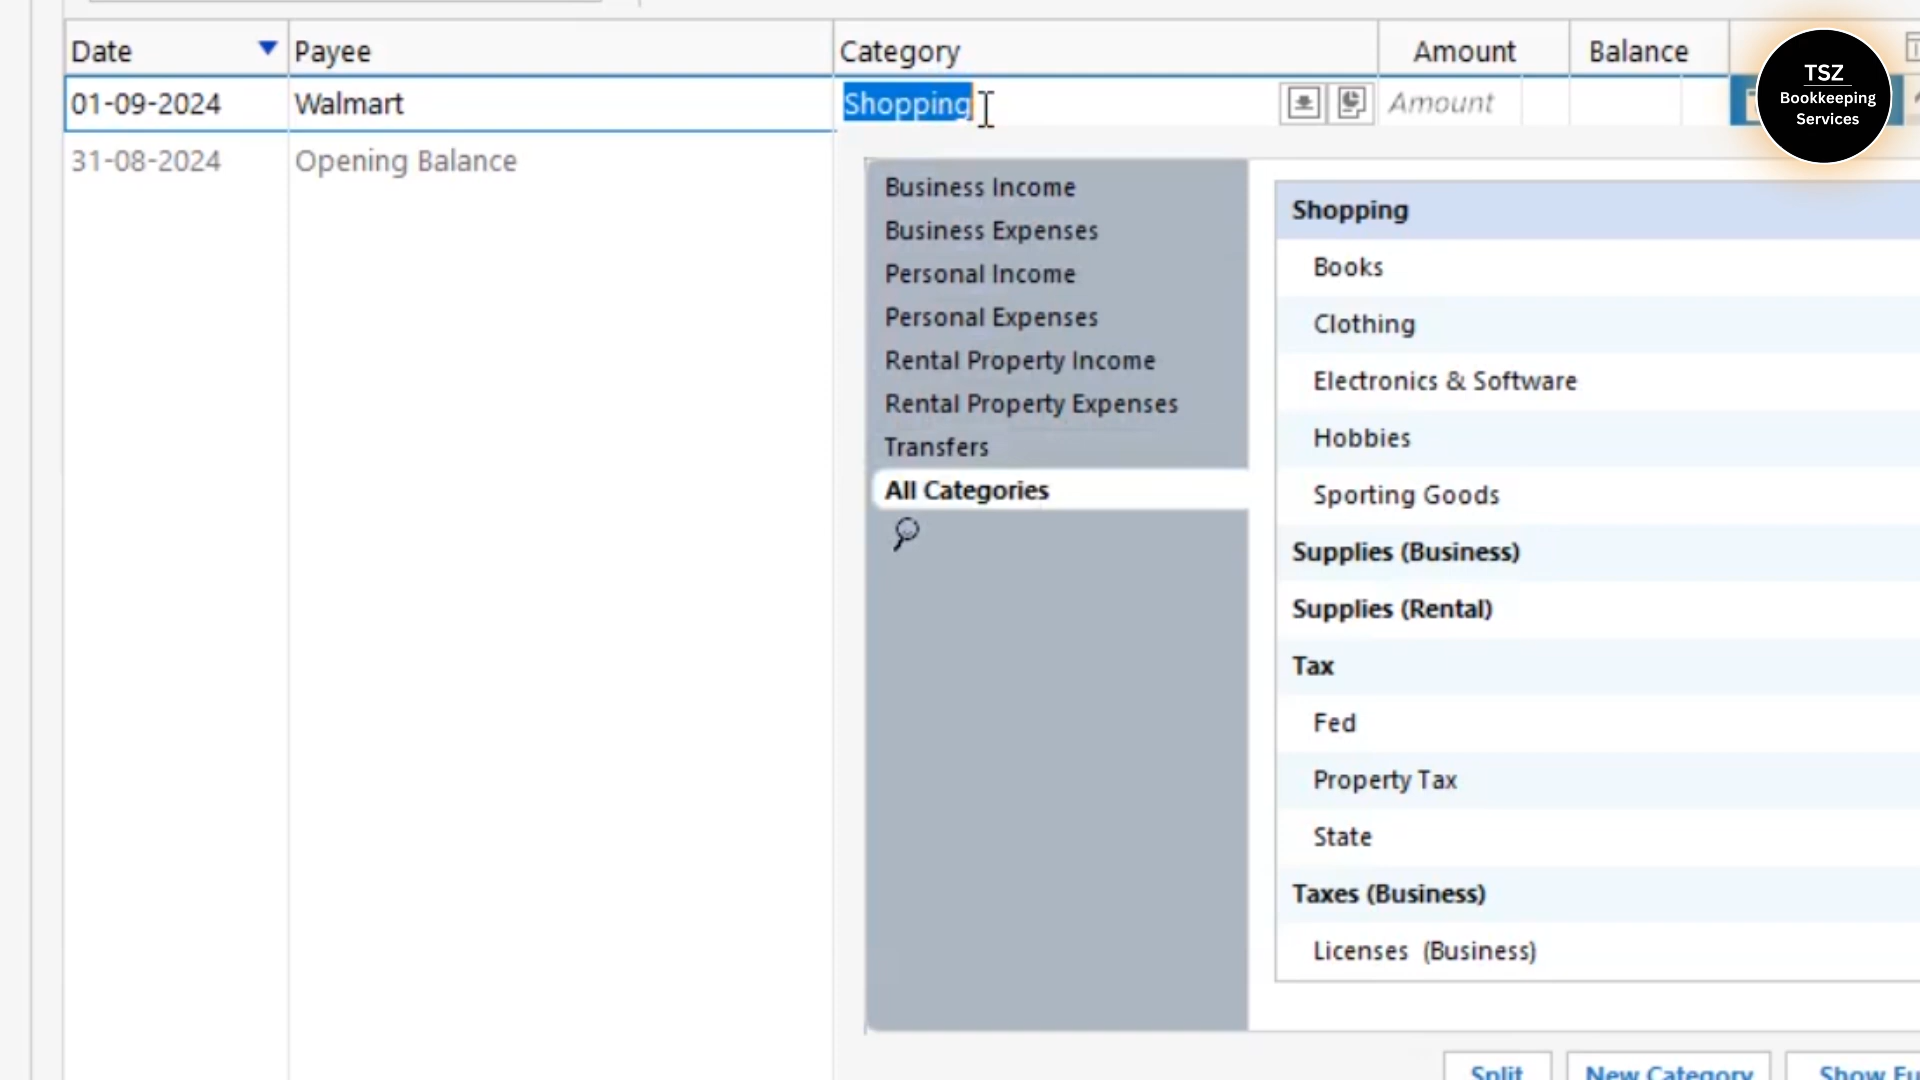 Date Payee Category Amount Balance
01-09-2024 Walmart Shopping Amount
31-08-2024 Opening Balance
TSZ
Bookkeeping
Services
Business Income
Business Expenses
Personal Income
Personal Expenses
Rental Property Income
Rental Property Expenses
Transfers
All Categories
Shopping
Books
Clothing
Electronics & Software
Hobbies
Sporting Goods
Supplies (Business)
Supplies (Rental)
Tax
Fed
Property Tax
State
Taxes (Business)
Licenses (Business)
Split New Category Show